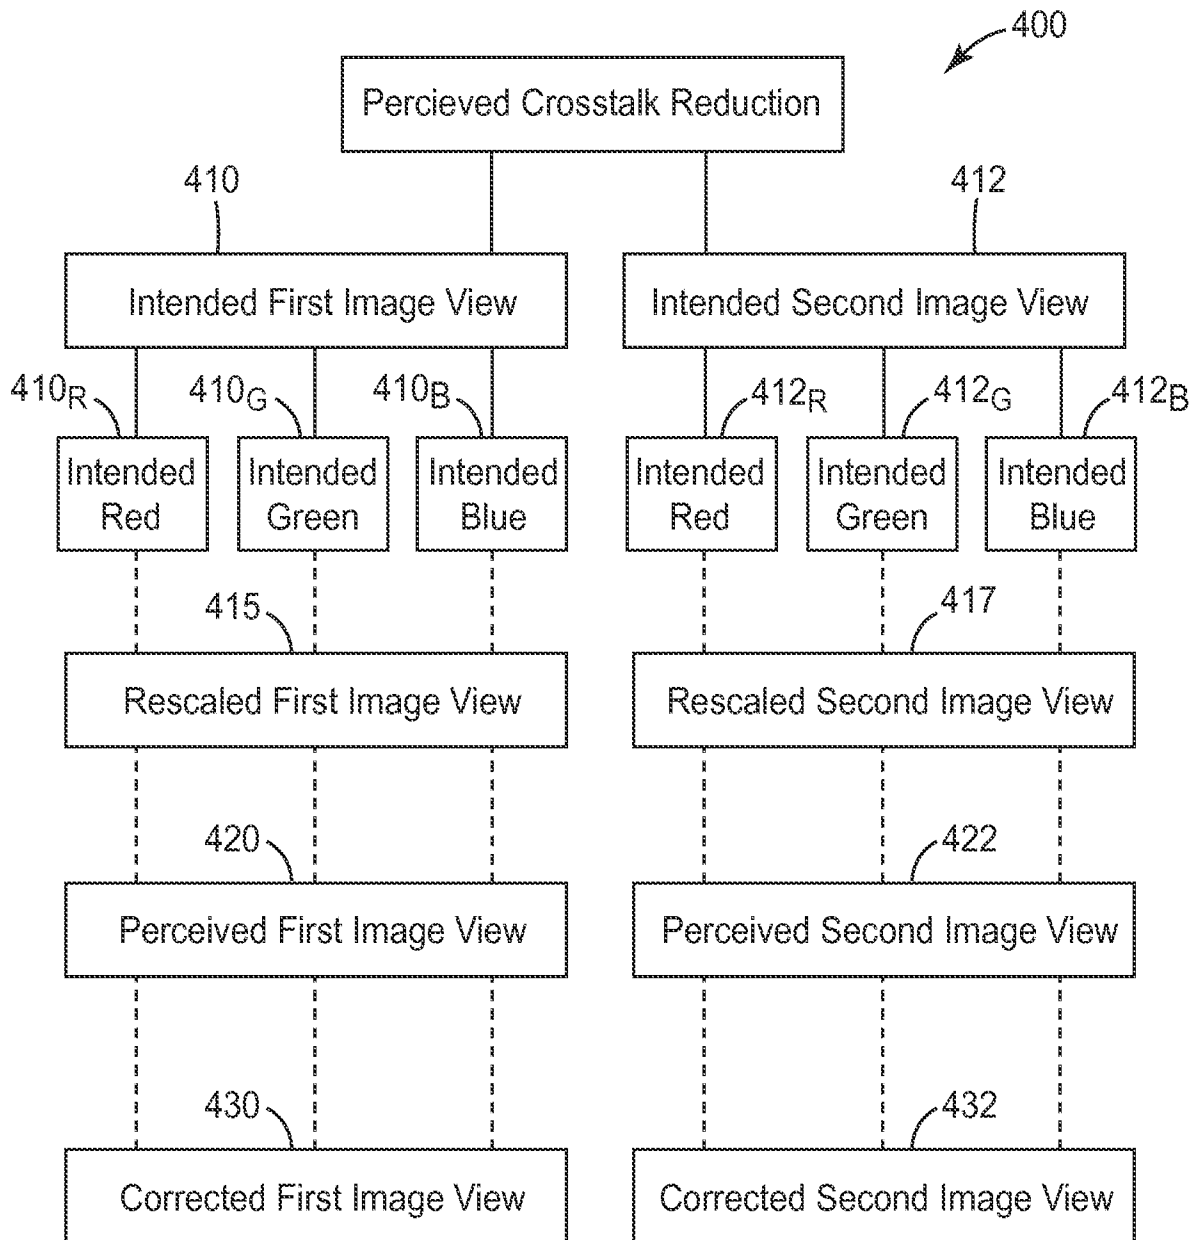 400
Percieved Crosstalk Reduction
410
412
Intended First Image View
Intended Second Image View
410R
410G
410B
412R
412G
412B
Intended
Red
Intended
Green
Intended
Blue
Intended
Red
Intended
Green
Intended
Blue
415
417
Rescaled First Image View
Rescaled Second Image View
420
422
Perceived First Image View
Perceived Second Image View
430
432
Corrected First Image View
Corrected Second Image View